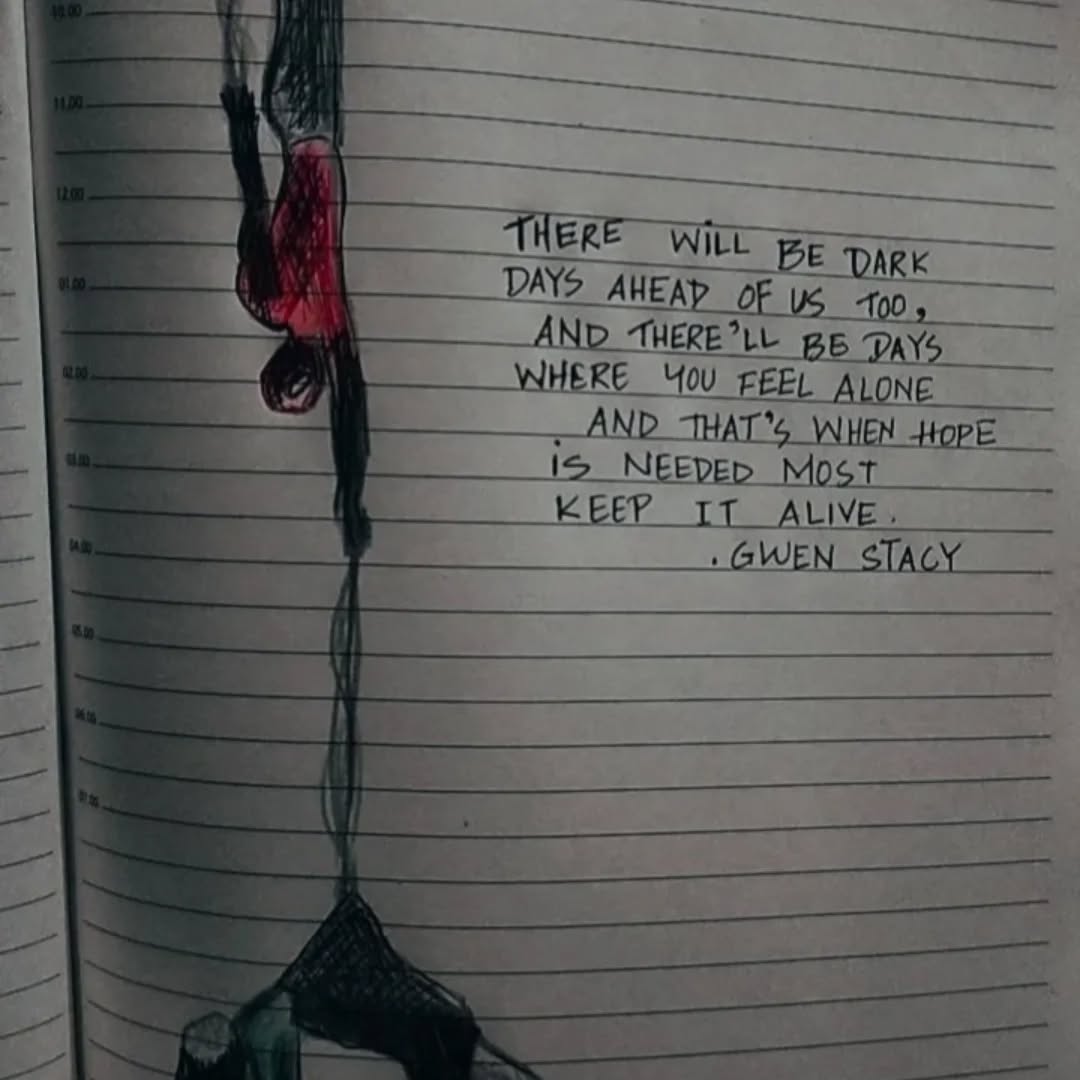 10.00
11.00
12.00
01.00
02.00
03.00
04.00
05.00
06.00
07.00
THERE WiLL BE DARK
DAYS AHEAD OF US TOO,
AND THERE'LL BE DAYS
WHERE YOU FEEL ALONE
AND THAT'S WHEN HOPE
iS NEEDED MOST
KEEP IT ALIVE.
.GWEN STACY